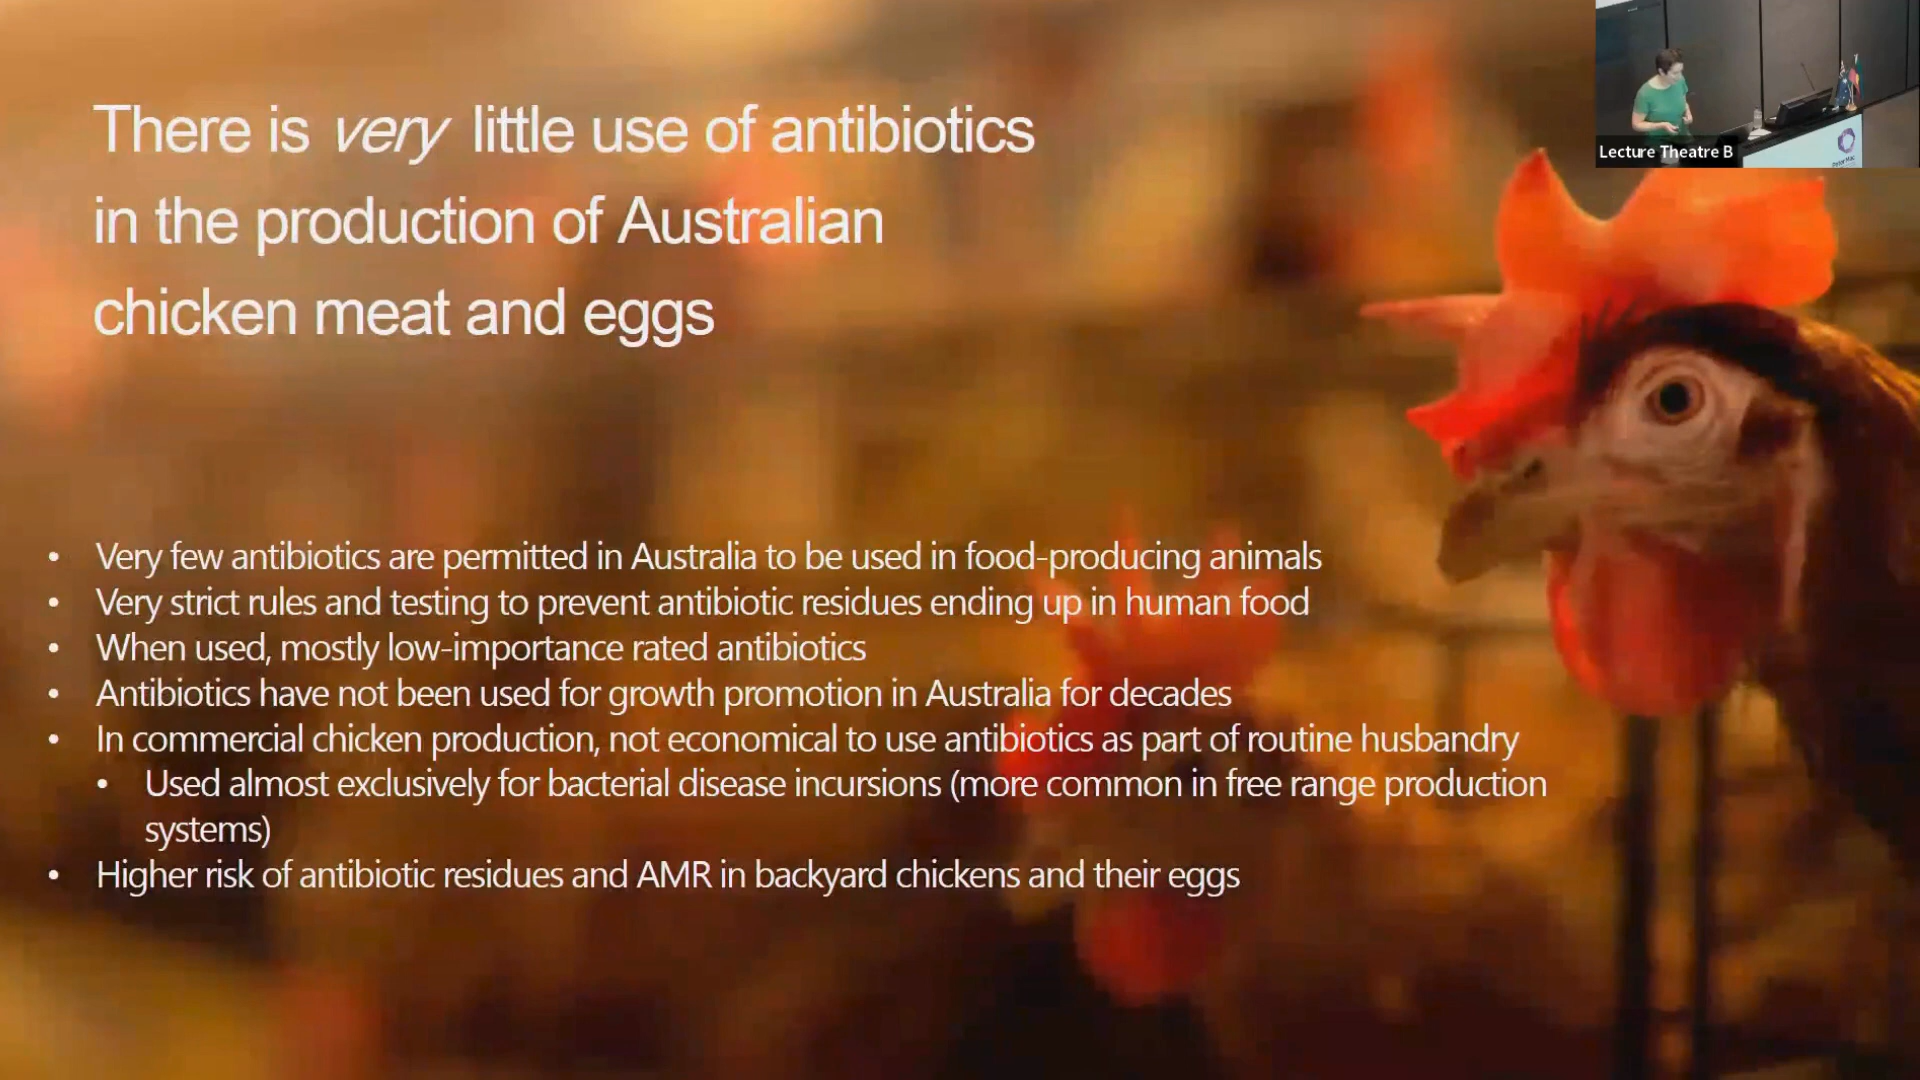 There is very little use of antibiotics
in the production of Australian
chicken meat and eggs
Lecture Theatre B
• Very few antibiotics are permitted in Australia to be used in food-producing animals
• Very strict rules and testing to prevent antibiotic residues ending up in human food
• When used, mostly low-importance rated antibiotics
• Antibiotics have not been used for growth promotion in Australia for decades
• In commercial chicken production, not economical to use antibiotics as part of routine husbandry
• Used almost exclusively for bacterial disease incursions (more common in free range production
systems)
• Higher risk of antibiotic residues and AMR in backyard chickens and their eggs